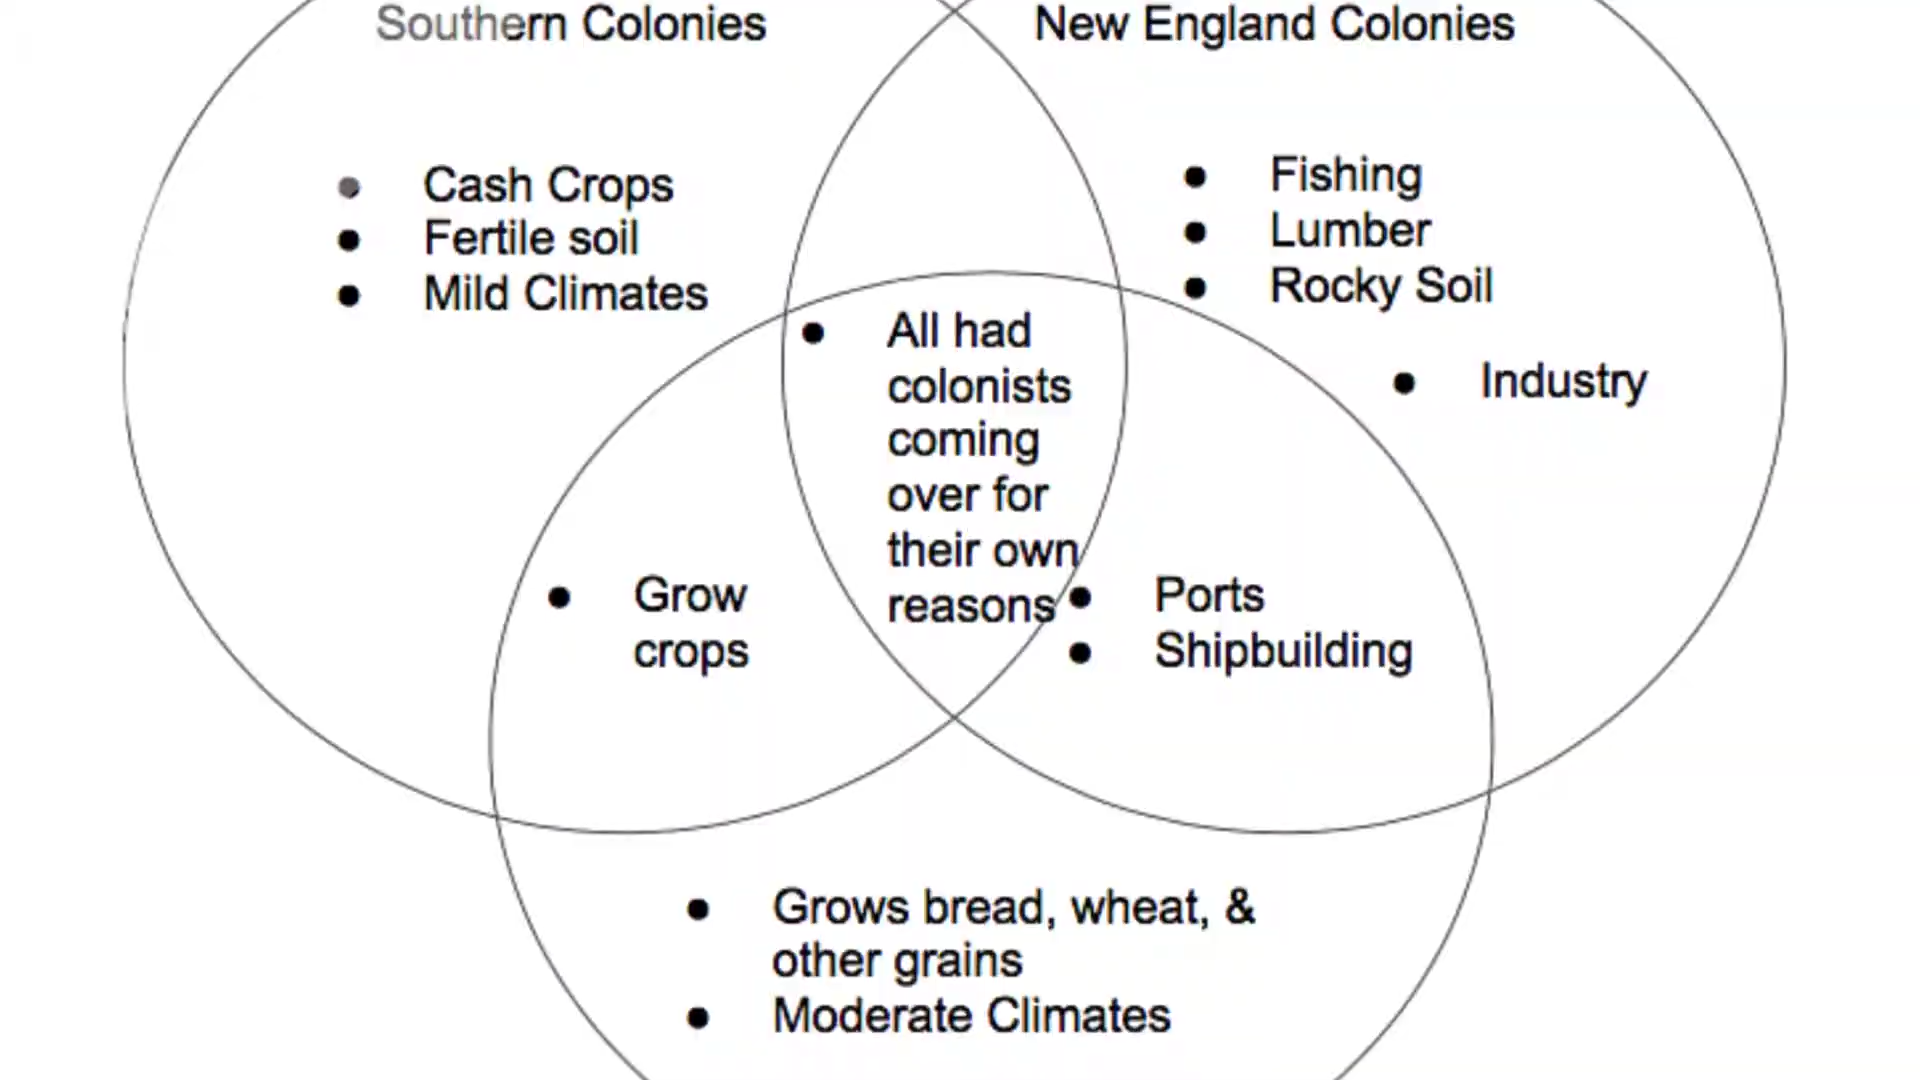 Southern Colonies
New England Colonies
● Cash Crops
● Fertile soil
● Mild Climates
● Fishing
● Lumber
● Rocky Soil
● Industry
● All had
colonists
coming
over for
their own
reasons
● Grow
crops
● Ports
● Shipbuilding
● Grows bread, wheat, &
other grains
● Moderate Climates